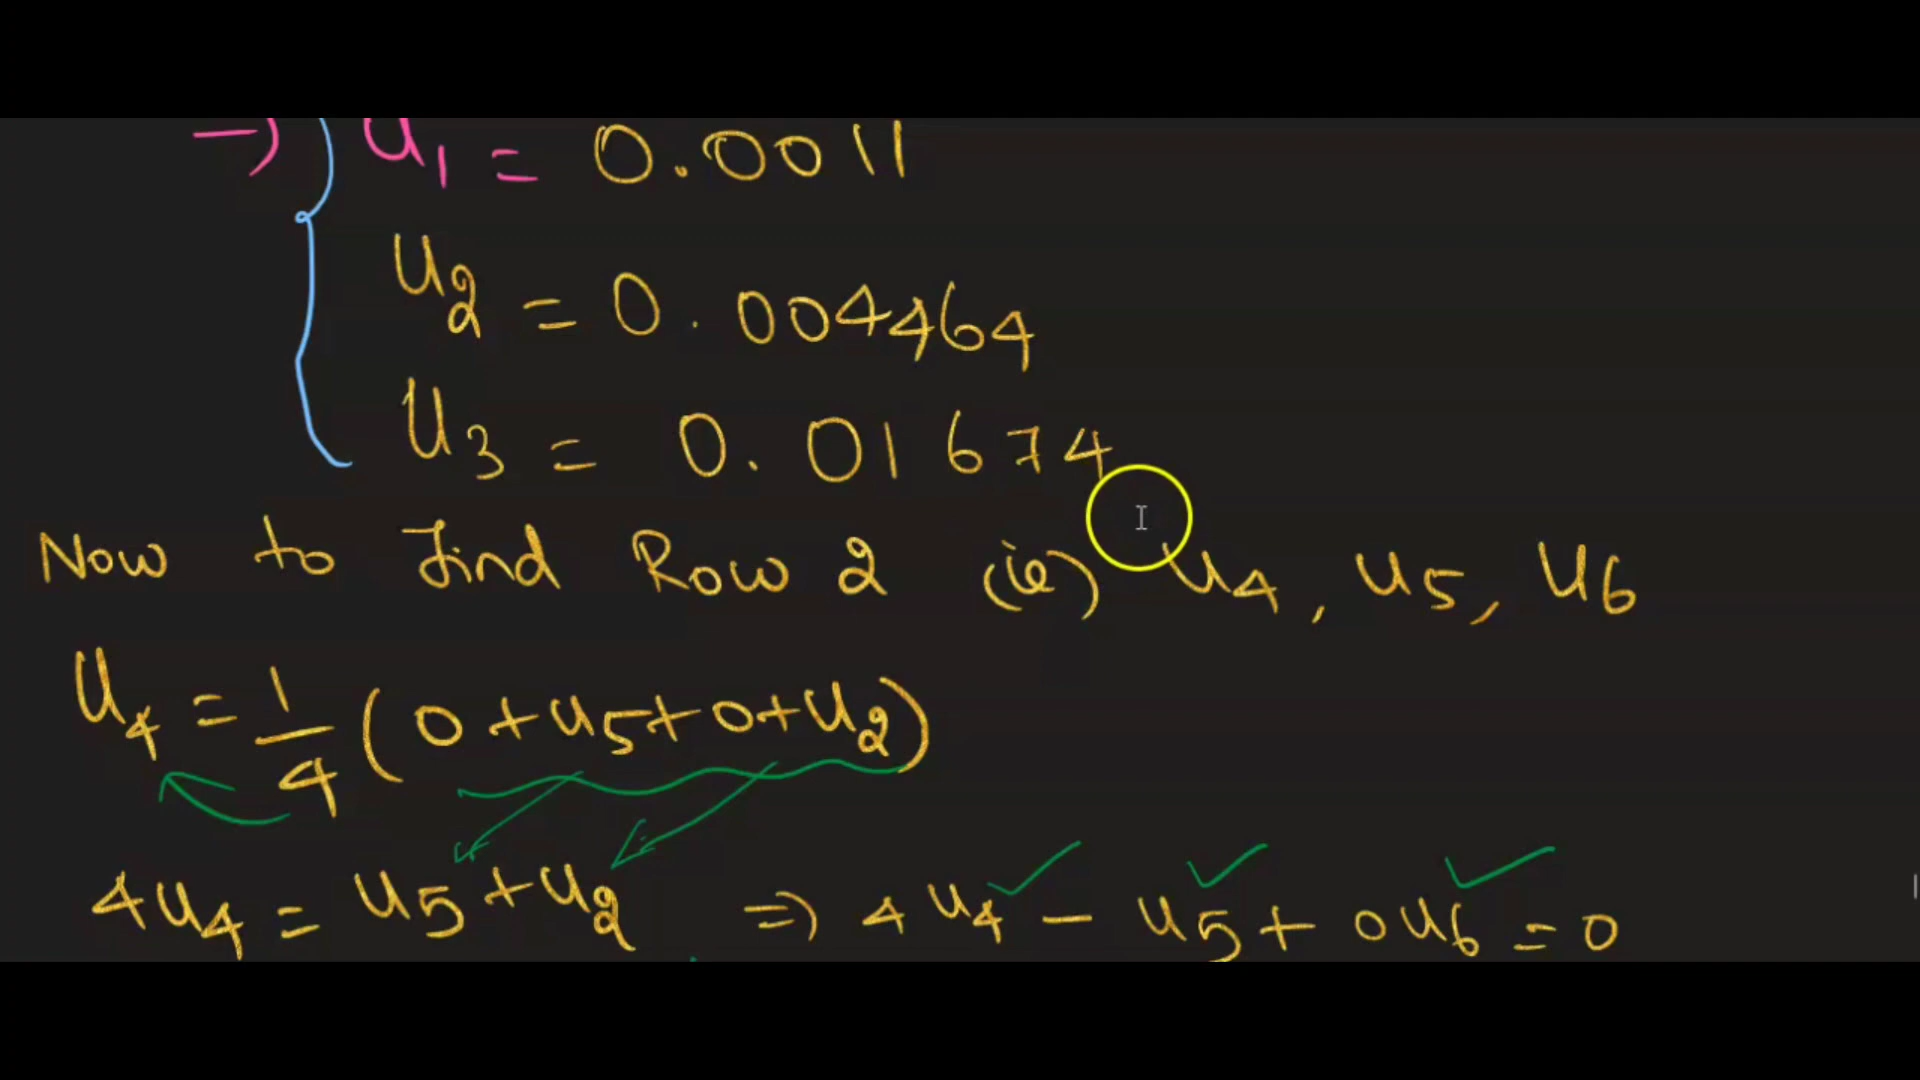 ⇒ u1 = 0.0011
u2 = 0.004464
u3 = 0.01674
Now to find Row 2 (ie) u4, u5, u6
u4 = 1/4 (0+u5+0+u2)
4u4 = u5+u2 ⇒ 4u4 - u5 + 0u6 = 0